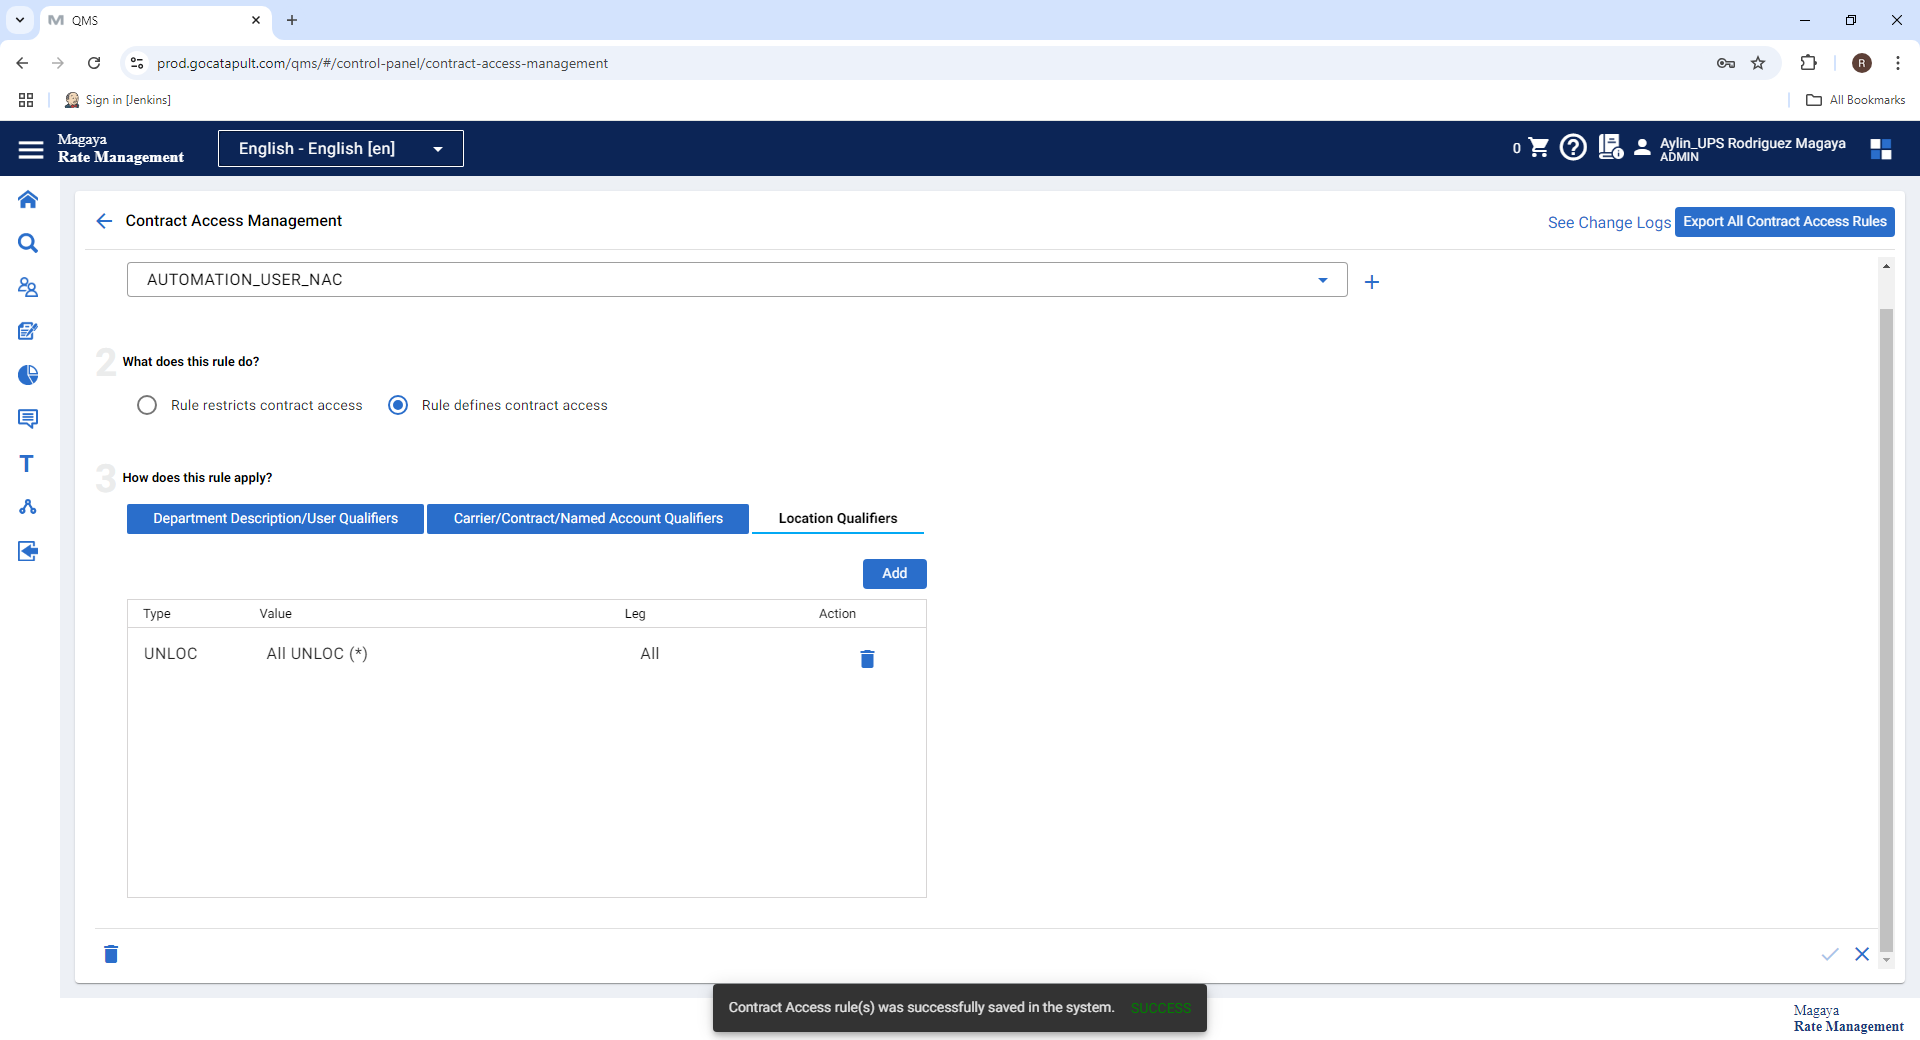 QMS
prod.gocatapult.com/qms/#/control-panel/contract-access-management
R
Sign in [Jenkins]
All Bookmarks
Magaya
Rate Management
English - English [en]
0
Aylin_UPS Rodriguez Magaya
ADMIN
Contract Access Management
See Change Logs
Export All Contract Access Rules
AUTOMATION_USER_NAC
2 What does this rule do?
Rule restricts contract access
Rule defines contract access
3 How does this rule apply?
Department Description/User Qualifiers
Carrier/Contract/Named Account Qualifiers
Location Qualifiers
Add
Type Value Leg Action
UNLOC All UNLOC (*) All
Contract Access rule(s) was successfully saved in the system. SUCCESS
Magaya
Rate Management